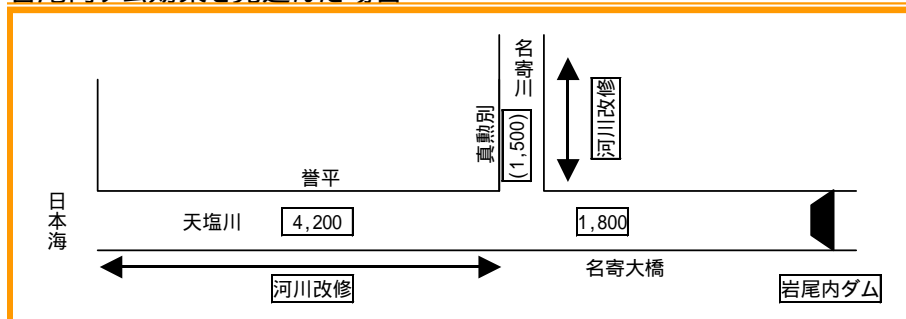 名寄川
真勲別
(1,500)
河川改修
誉平
日本海
天塩川
4,200
1,800
名寄大橋
河川改修
岩尾内ダム